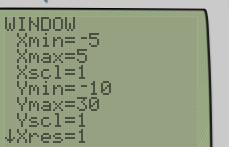 WINDOW
Xmin=-5
Xmax=5
Xscl=1
Ymin=-10
Ymax=30
Yscl=1
↓Xres=1